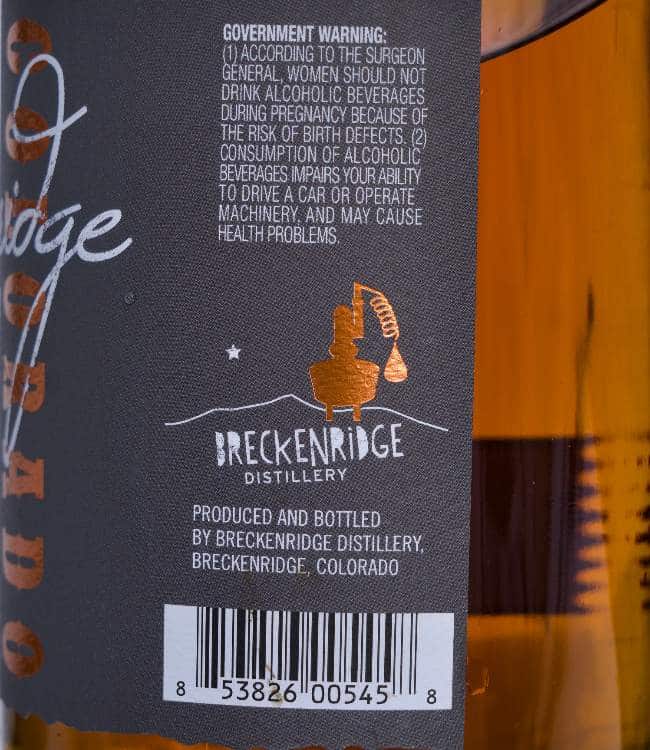 GOVERNMENT WARNING:
(1) ACCORDING TO THE SURGEON
GENERAL, WOMEN SHOULD NOT
DRINK ALCOHOLIC BEVERAGES
DURING PREGNANCY BECAUSE OF
THE RISK OF BIRTH DEFECTS. (2)
CONSUMPTION OF ALCOHOLIC
BEVERAGES IMPAIRS YOUR ABILITY
TO DRIVE A CAR OR OPERATE
MACHINERY, AND MAY CAUSE
HEALTH PROBLEMS.
COLORADO
idge
BRECKENRiDGE
DISTILLERY
PRODUCED AND BOTTLED
BY BRECKENRIDGE DISTILLERY,
BRECKENRIDGE, COLORADO
8 53826 00545 8